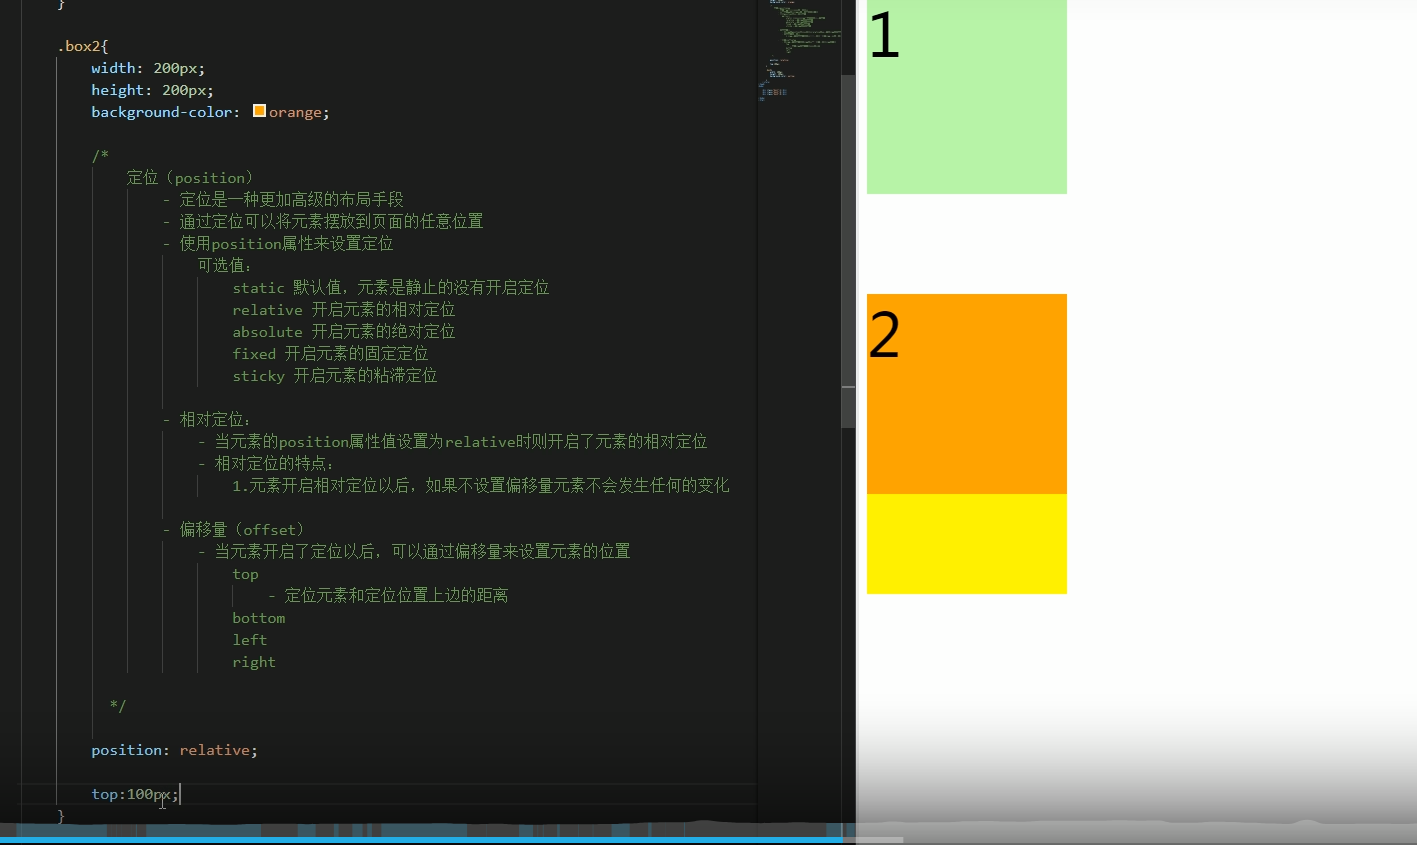 }
.box2{
width: 200px;
height: 200px;
background-color: orange;
/*
定位（position）
- 定位是一种更加高级的布局手段
- 通过定位可以将元素摆放到页面的任意位置
- 使用position属性来设置定位
可选值：
static 默认值，元素是静止的没有开启定位
relative 开启元素的相对定位
absolute 开启元素的绝对定位
fixed 开启元素的固定定位
sticky 开启元素的粘滞定位
- 相对定位：
- 当元素的position属性值设置为relative时则开启了元素的相对定位
- 相对定位的特点：
1.元素开启相对定位以后，如果不设置偏移量元素不会发生任何的变化
- 偏移量（offset）
- 当元素开启了定位以后，可以通过偏移量来设置元素的位置
top
- 定位元素和定位位置上边的距离
bottom
left
right
*/
position: relative;
top:100px;
}
1
2